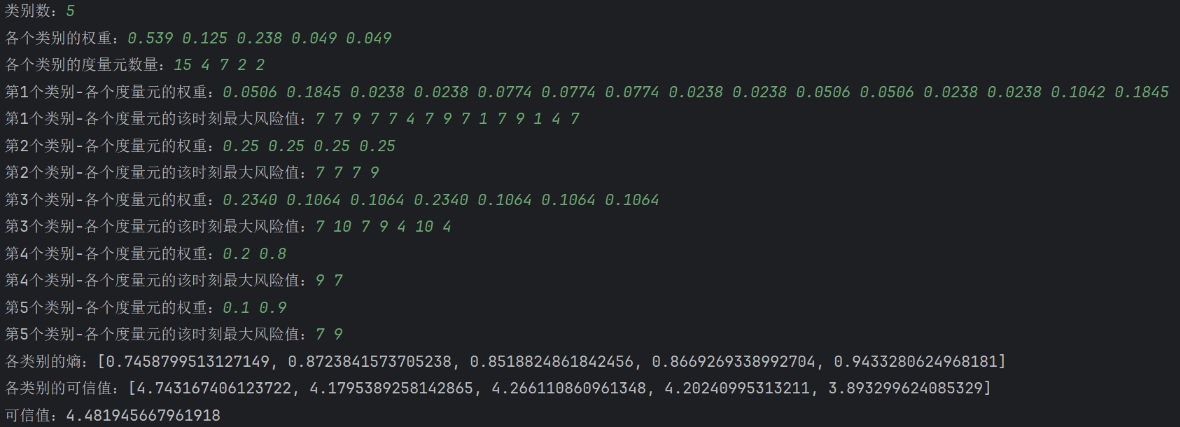 类别数：5
各个类别的权重：0.539 0.125 0.238 0.049 0.049
各个类别的度量元数量：15 4 7 2 2
第1个类别-各个度量元的权重：0.0506 0.1845 0.0238 0.0238 0.0774 0.0774 0.0774 0.0238 0.0238 0.0506 0.0506 0.0238 0.0238 0.1042 0.1845
第1个类别-各个度量元的该时刻最大风险值：7 7 9 7 7 4 7 9 7 1 7 9 1 4 7
第2个类别-各个度量元的权重：0.25 0.25 0.25 0.25
第2个类别-各个度量元的该时刻最大风险值：7 7 7 9
第3个类别-各个度量元的权重：0.2340 0.1064 0.1064 0.2340 0.1064 0.1064 0.1064
第3个类别-各个度量元的该时刻最大风险值：7 10 7 9 4 10 4
第4个类别-各个度量元的权重：0.2 0.8
第4个类别-各个度量元的该时刻最大风险值：9 7
第5个类别-各个度量元的权重：0.1 0.9
第5个类别-各个度量元的该时刻最大风险值：7 9
各类别的熵：[0.7458799513127149, 0.8723841573705238, 0.8518824861842456, 0.8669269338992704, 0.9433280624968181]
各类别的可信值：[4.743167406123722, 4.1795389258142865, 4.266110860961348, 4.20240995313211, 3.893299624085329]
可信值：4.481945667961918